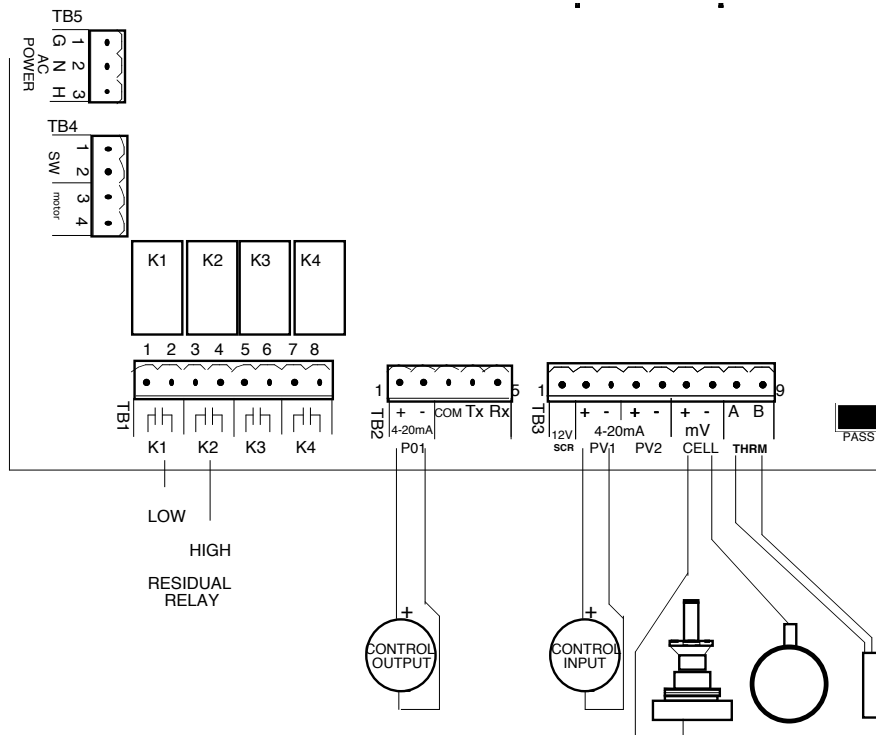 TB5
G 1
N 2
H 3
AC
POWER
TB4
SW
1
2
motor
3
4
K1 K2 K3 K4
1 2 3 4 5 6 7 8
TB1
K1 K2 K3 K4
LOW
HIGH
RESIDUAL
RELAY
1 5
TB2
+ - COM Tx Rx
4-20mA
P01
+
CONTROL
OUTPUT
1 9
TB3
+ - + - + - A B
12V 4-20mA mV
SCR PV1 PV2 CELL THRM
+
CONTROL
INPUT
PASS